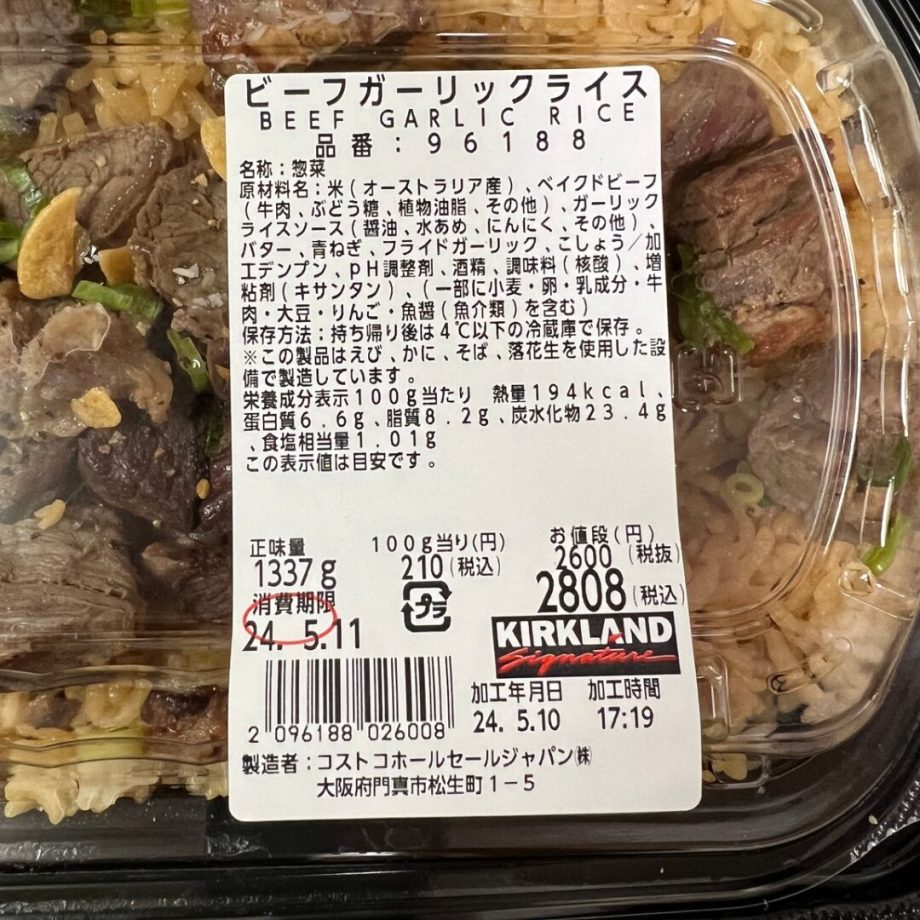 ビーフガーリックライス
BEEF GARLIC RICE
品番:96188
名称:惣菜
原材料名:米(オーストラリア産)、ベイクドビーフ
(牛肉、ぶどう糖、植物油脂、その他)、ガーリック
ライスソース(醤油、水あめ、にんにく、その他)、
バター、青ねぎ、フライドガーリック、こしょう/加
工デンプン、pH調整剤、酒精、調味料(核酸)、増
粘剤(キサンタン)、(一部に小麦・卵・乳成分・牛
肉・大豆・りんご・魚醤(魚介類)を含む)
保存方法:持ち帰り後は4℃以下の冷蔵庫で保存。
※この製品はえび、かに、そば、落花生を使用した設
備で製造しています。
栄養成分表示100g当たり 熱量194kcal、
蛋白質6.6g、脂質8.2g、炭水化物23.4g
、食塩相当量1.01g
この表示値は目安です。
正味量 100g当り(円) お値段(円)
1337g 210(税込) 2600(税抜)
2808(税込)
消費期限
24. 5.11
プラ
KIRKLAND
Signature
加工年月日 加工時間
24. 5.10 17:19
2 096188 026008
製造者:コストコホールセールジャパン㈱
大阪府門真市松生町1-5